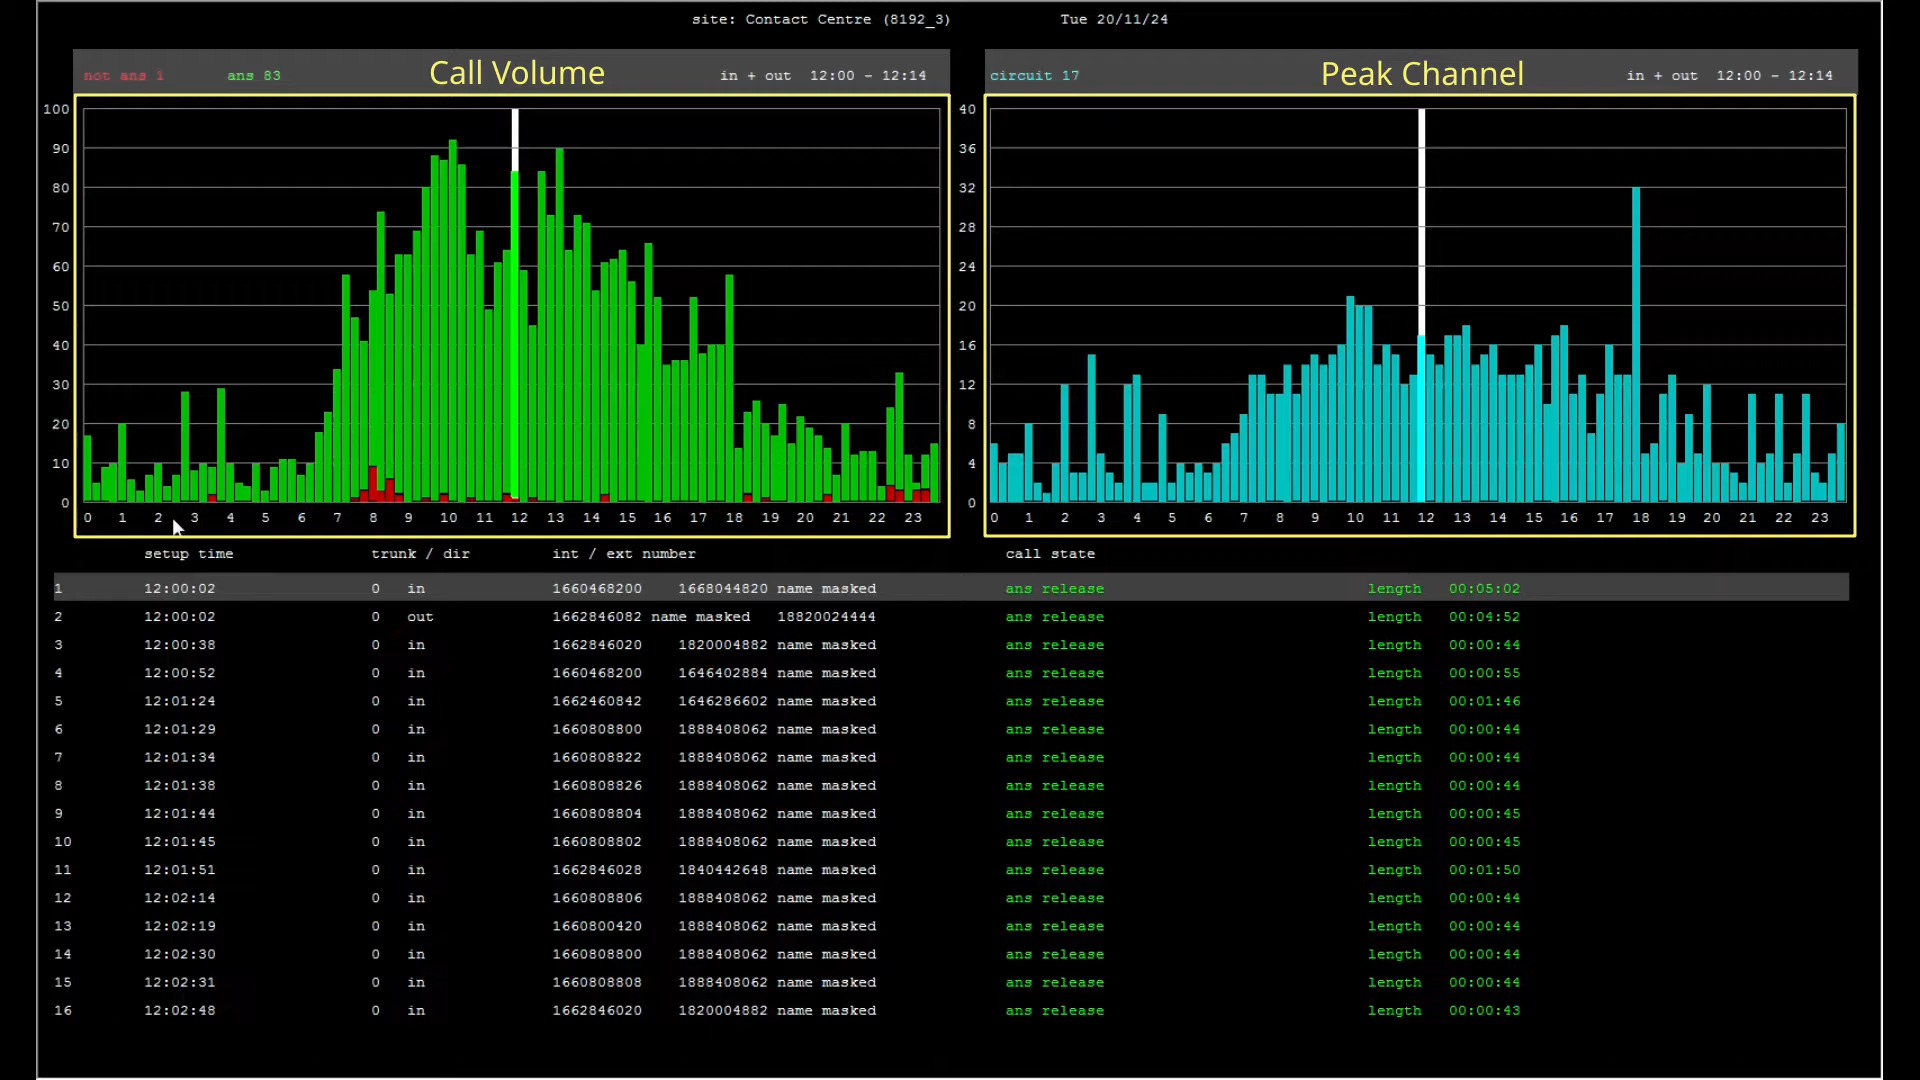 site: Contact Centre (8192_3) Tue 20/11/24
not ans 1 ans 83 Call Volume in + out 12:00 - 12:14
circuit 17 Peak Channel in + out 12:00 - 12:14
100
90
80
70
60
50
40
30
20
10
0
0 1 2 3 4 5 6 7 8 9 10 11 12 13 14 15 16 17 18 19 20 21 22 23
40
36
32
28
24
20
16
12
8
4
0
0 1 2 3 4 5 6 7 8 9 10 11 12 13 14 15 16 17 18 19 20 21 22 23
setup time trunk / dir int / ext number call state
1 12:00:02 0 in 1660468200 1668044820 name masked ans release length 00:05:02
2 12:00:02 0 out 1662846082 name masked 18820024444 ans release length 00:04:52
3 12:00:38 0 in 1662846020 1820004882 name masked ans release length 00:00:44
4 12:00:52 0 in 1660468200 1646402884 name masked ans release length 00:00:55
5 12:01:24 0 in 1662460842 1646286602 name masked ans release length 00:01:46
6 12:01:29 0 in 1660808800 1888408062 name masked ans release length 00:00:44
7 12:01:34 0 in 1660808822 1888408062 name masked ans release length 00:00:44
8 12:01:38 0 in 1660808826 1888408062 name masked ans release length 00:00:44
9 12:01:44 0 in 1660808804 1888408062 name masked ans release length 00:00:45
10 12:01:45 0 in 1660808802 1888408062 name masked ans release length 00:00:45
11 12:01:51 0 in 1662846028 1840442648 name masked ans release length 00:01:50
12 12:02:14 0 in 1660808806 1888408062 name masked ans release length 00:00:44
13 12:02:19 0 in 1660800420 1888408062 name masked ans release length 00:00:44
14 12:02:30 0 in 1660808800 1888408062 name masked ans release length 00:00:44
15 12:02:31 0 in 1660808808 1888408062 name masked ans release length 00:00:44
16 12:02:48 0 in 1662846020 1820004882 name masked ans release length 00:00:43